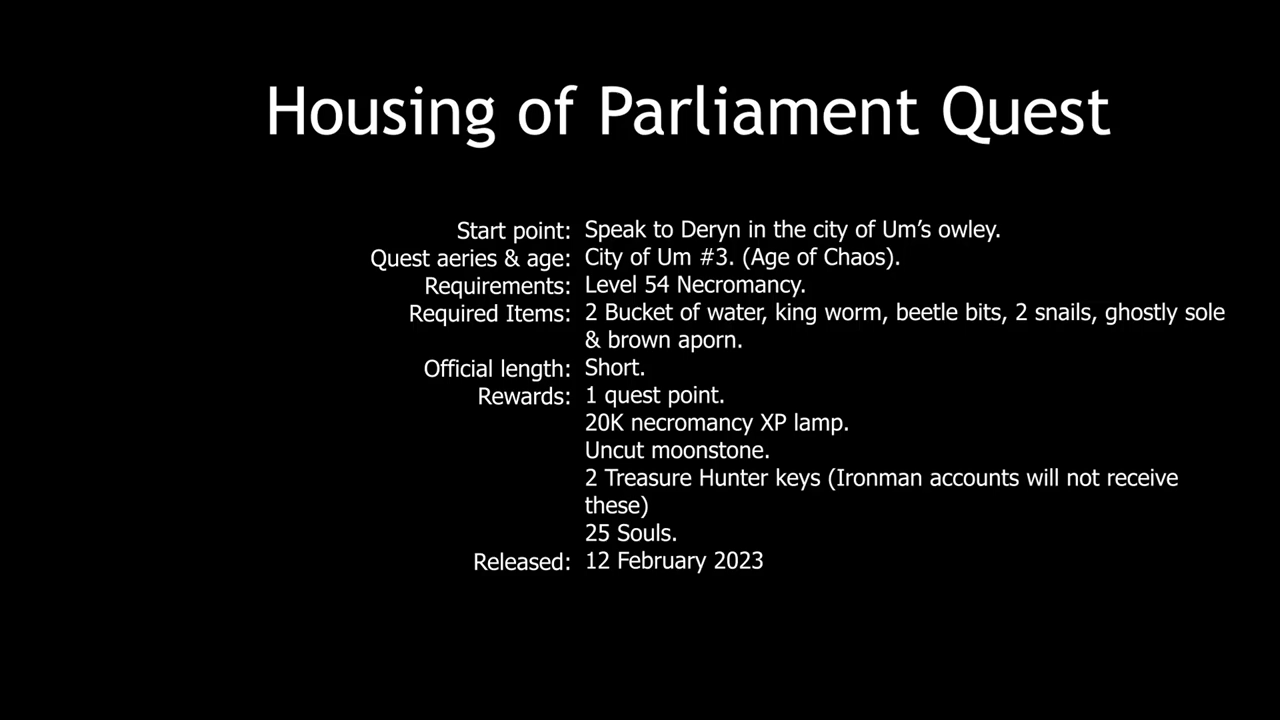 Housing of Parliament Quest
Start point: Speak to Deryn in the city of Um's owley.
Quest aeries & age: City of Um #3. (Age of Chaos).
Requirements: Level 54 Necromancy.
Required Items: 2 Bucket of water, king worm, beetle bits, 2 snails, ghostly sole
& brown aporn.
Official length: Short.
Rewards: 1 quest point.
20K necromancy XP lamp.
Uncut moonstone.
2 Treasure Hunter keys (Ironman accounts will not receive
these)
25 Souls.
Released: 12 February 2023